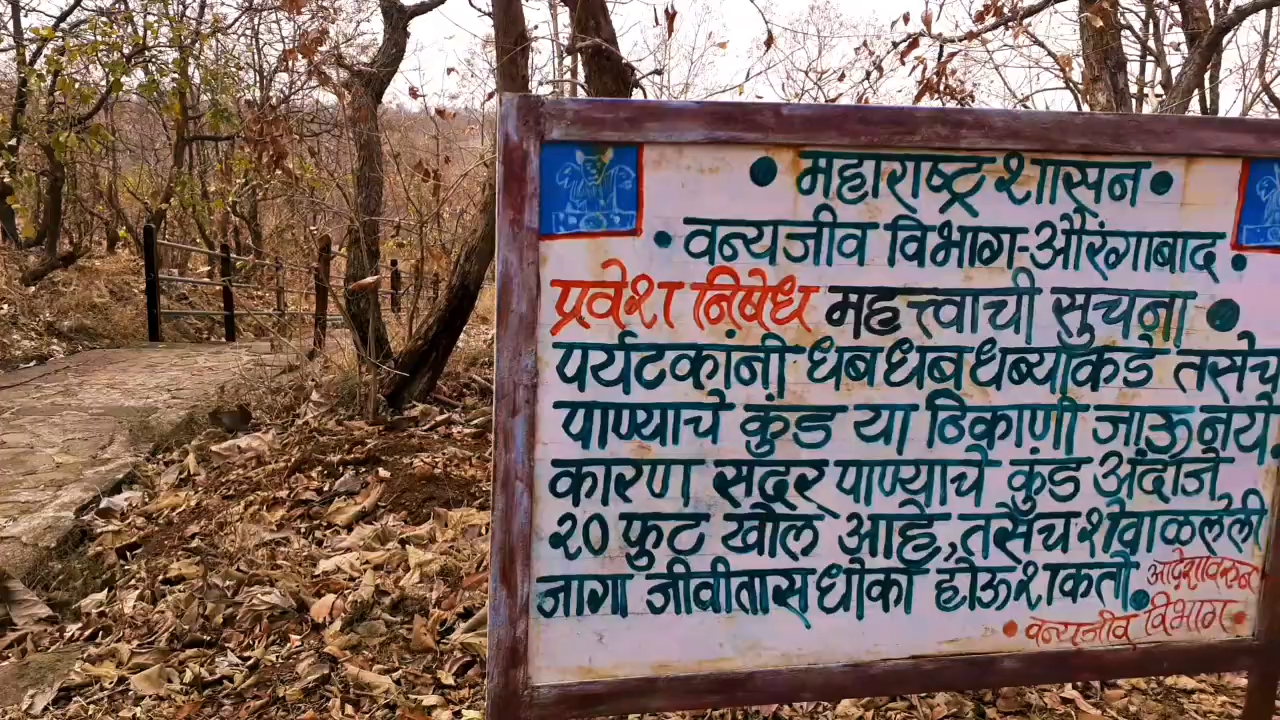 • महाराष्ट्र शासन •
• वन्यजीव विभाग-औरंगाबाद •
प्रवेश निषेध महत्त्वाची सुचना •
पर्यटकांनी धबधबधब्याकडे तसेच
पाण्याचे कुंड या ठिकाणी जाऊ नये.
कारण सदर पाण्याचे कुंड अंदाजे
२० फुट खोल आहे, तसेच शेवाळलेली
जागा जीवीतास धोका होऊ शकतो •
आदेशावरुन
• वन्यजीव विभाग •